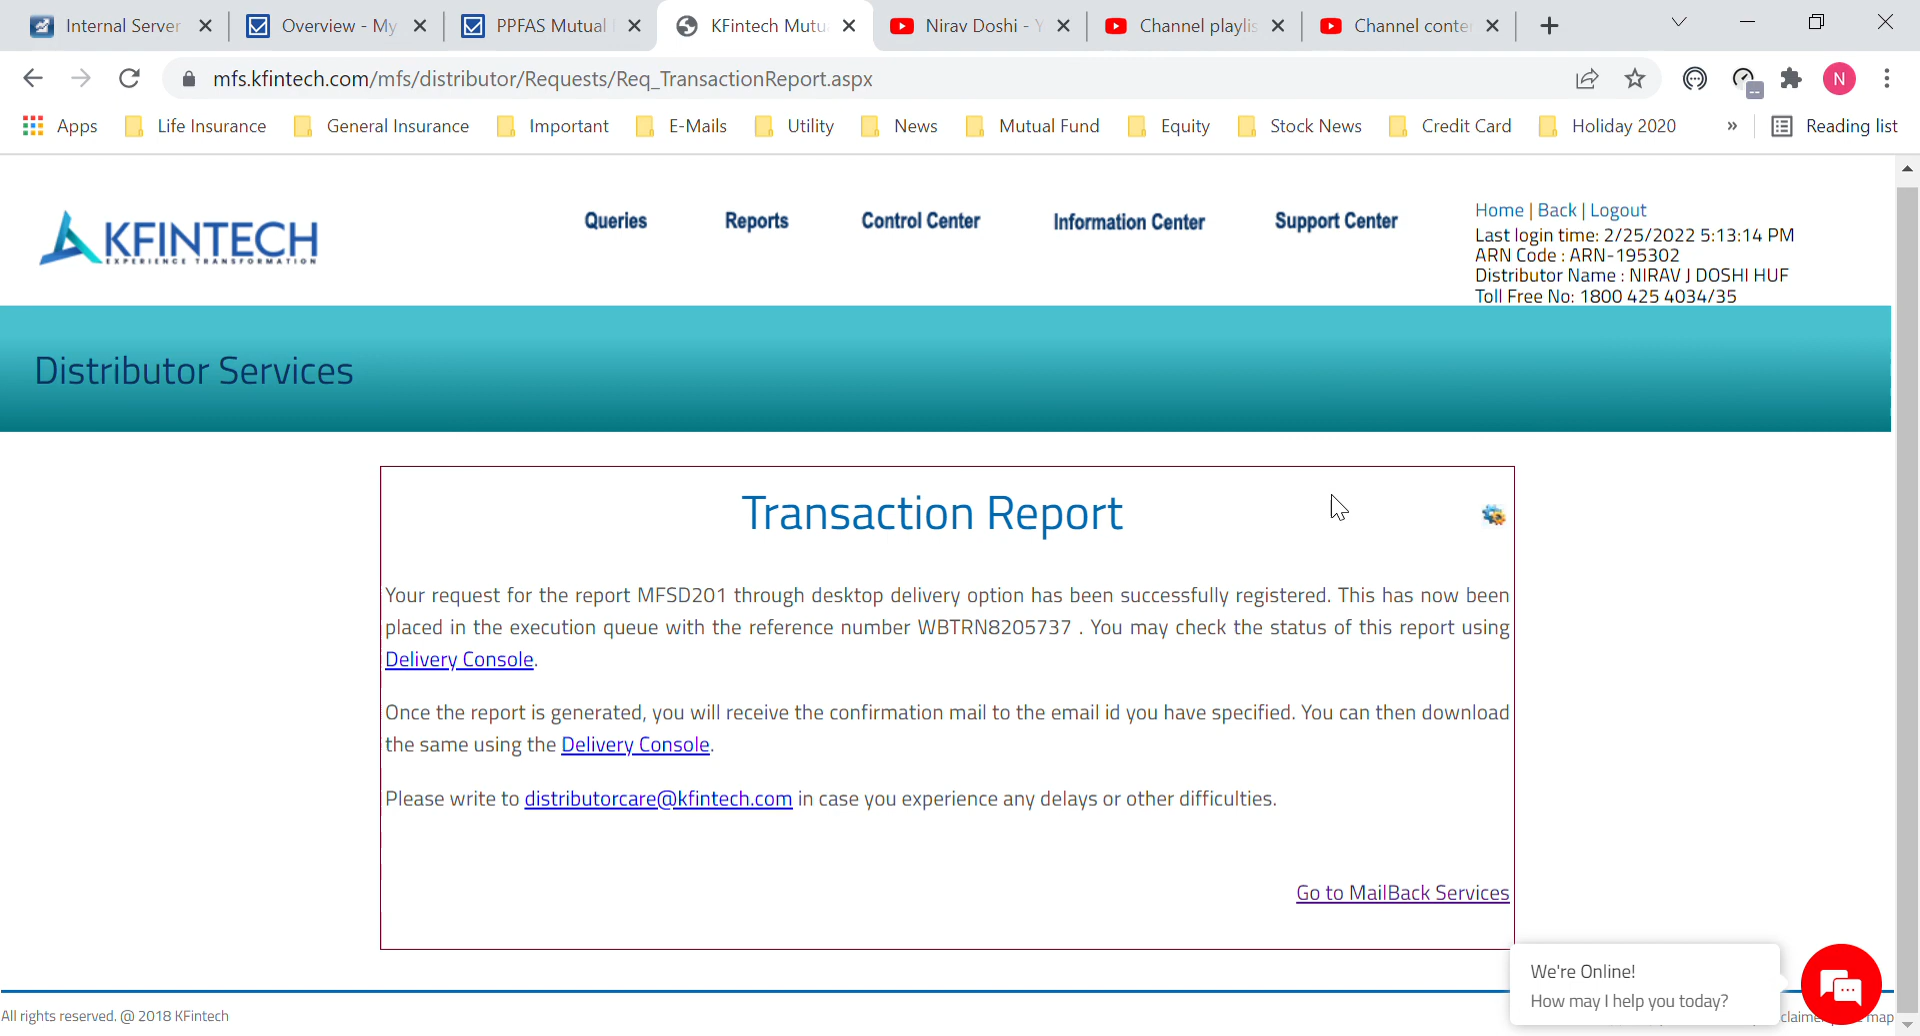 Internal Server
Overview - My
PPFAS Mutual
KFintech Mutu
Nirav Doshi - Y
Channel playlis
Channel conte
mfs.kfintech.com/mfs/distributor/Requests/Req_TransactionReport.aspx
N
Apps
Life Insurance
General Insurance
Important
E-Mails
Utility
News
Mutual Fund
Equity
Stock News
Credit Card
Holiday 2020
»
Reading list
KFINTECH
EXPERIENCE TRANSFORMATION
Queries
Reports
Control Center
Information Center
Support Center
Home | Back | Logout
Last login time: 2/25/2022 5:13:14 PM
ARN Code : ARN-195302
Distributor Name : NIRAV J DOSHI HUF
Toll Free No: 1800 425 4034/35
Distributor Services
Transaction Report
Your request for the report MFSD201 through desktop delivery option has been successfully registered. This has now been
placed in the execution queue with the reference number WBTRN8205737 . You may check the status of this report using
Delivery Console.
Once the report is generated, you will receive the confirmation mail to the email id you have specified. You can then download
the same using the Delivery Console.
Please write to distributorcare@kfintech.com in case you experience any delays or other difficulties.
Go to MailBack Services
We're Online!
How may I help you today?
All rights reserved. @ 2018 KFintech
map